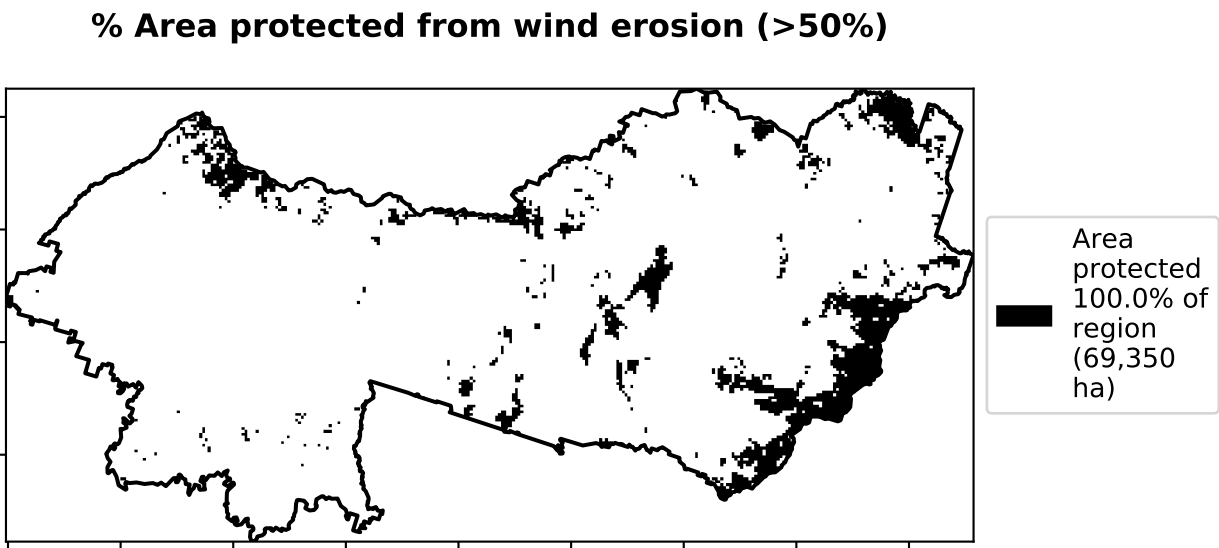 % Area protected from wind erosion (>50%)
Area
protected
100.0% of
region
(69,350
ha)